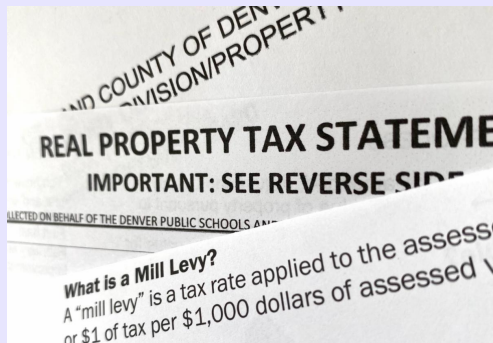 AND COUNTY OF DEN
DIVISION/PROPERT
REAL PROPERTY TAX STATEME
IMPORTANT: SEE REVERSE SIDE
LLECTED ON BEHALF OF THE DENVER PUBLIC SCHOOLS AND
What is a Mill Levy?
A “mill levy” is a tax rate applied to the assess
or $1 of tax per $1,000 dollars of assessed v